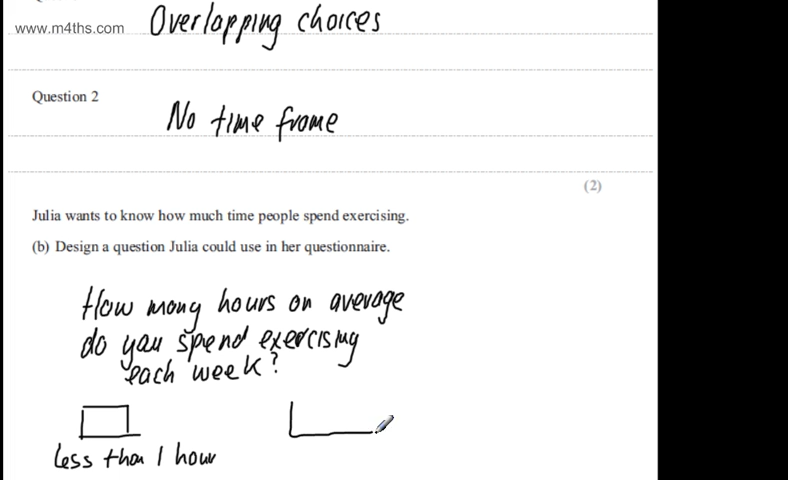 www.m4ths.com
Overlapping choices
Question 2
No time frame
(2)
Julia wants to know how much time people spend exercising.
(b) Design a question Julia could use in her questionnaire.
How many hours on average
do you spend exercising
each week?
less than 1 hour